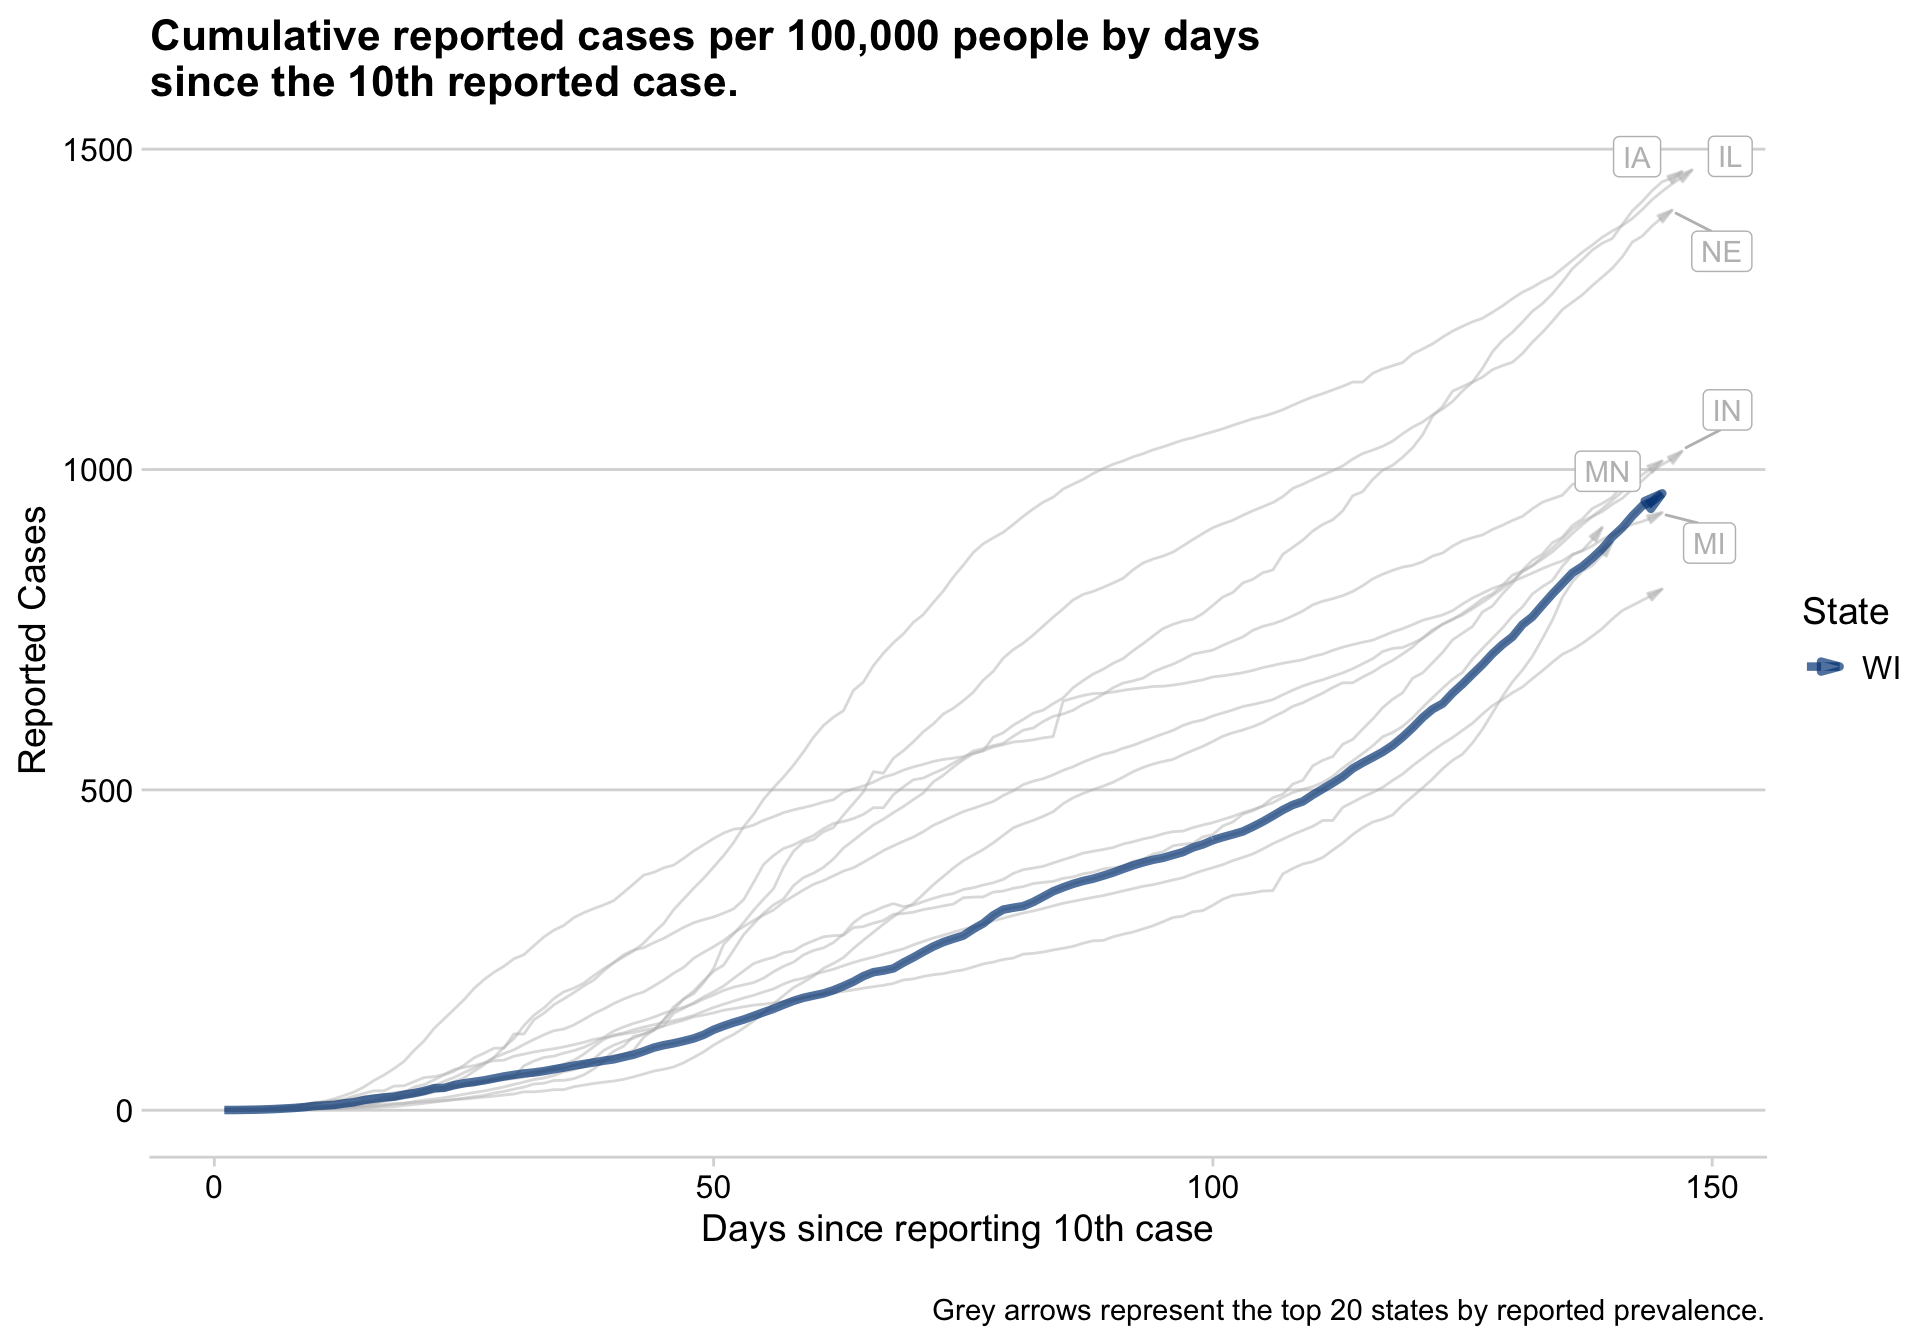 Cumulative reported cases per 100,000 people by days
since the 10th reported case.
1500
IA
IL
NE
IN
1000
MN
MI
Reported Cases
State
WI
500
0
0
50
100
150
Days since reporting 10th case
Grey arrows represent the top 20 states by reported prevalence.